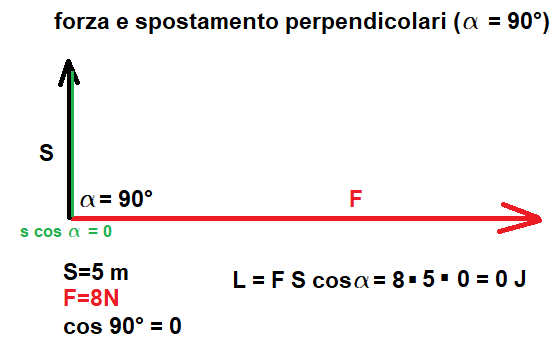 forza e spostamento perpendicolari (α = 90°)
S
α = 90°
F
s cos α = 0
S=5 m
F=8N
cos 90° = 0
L = F S cosα = 8 ▪ 5 ▪ 0 = 0 J